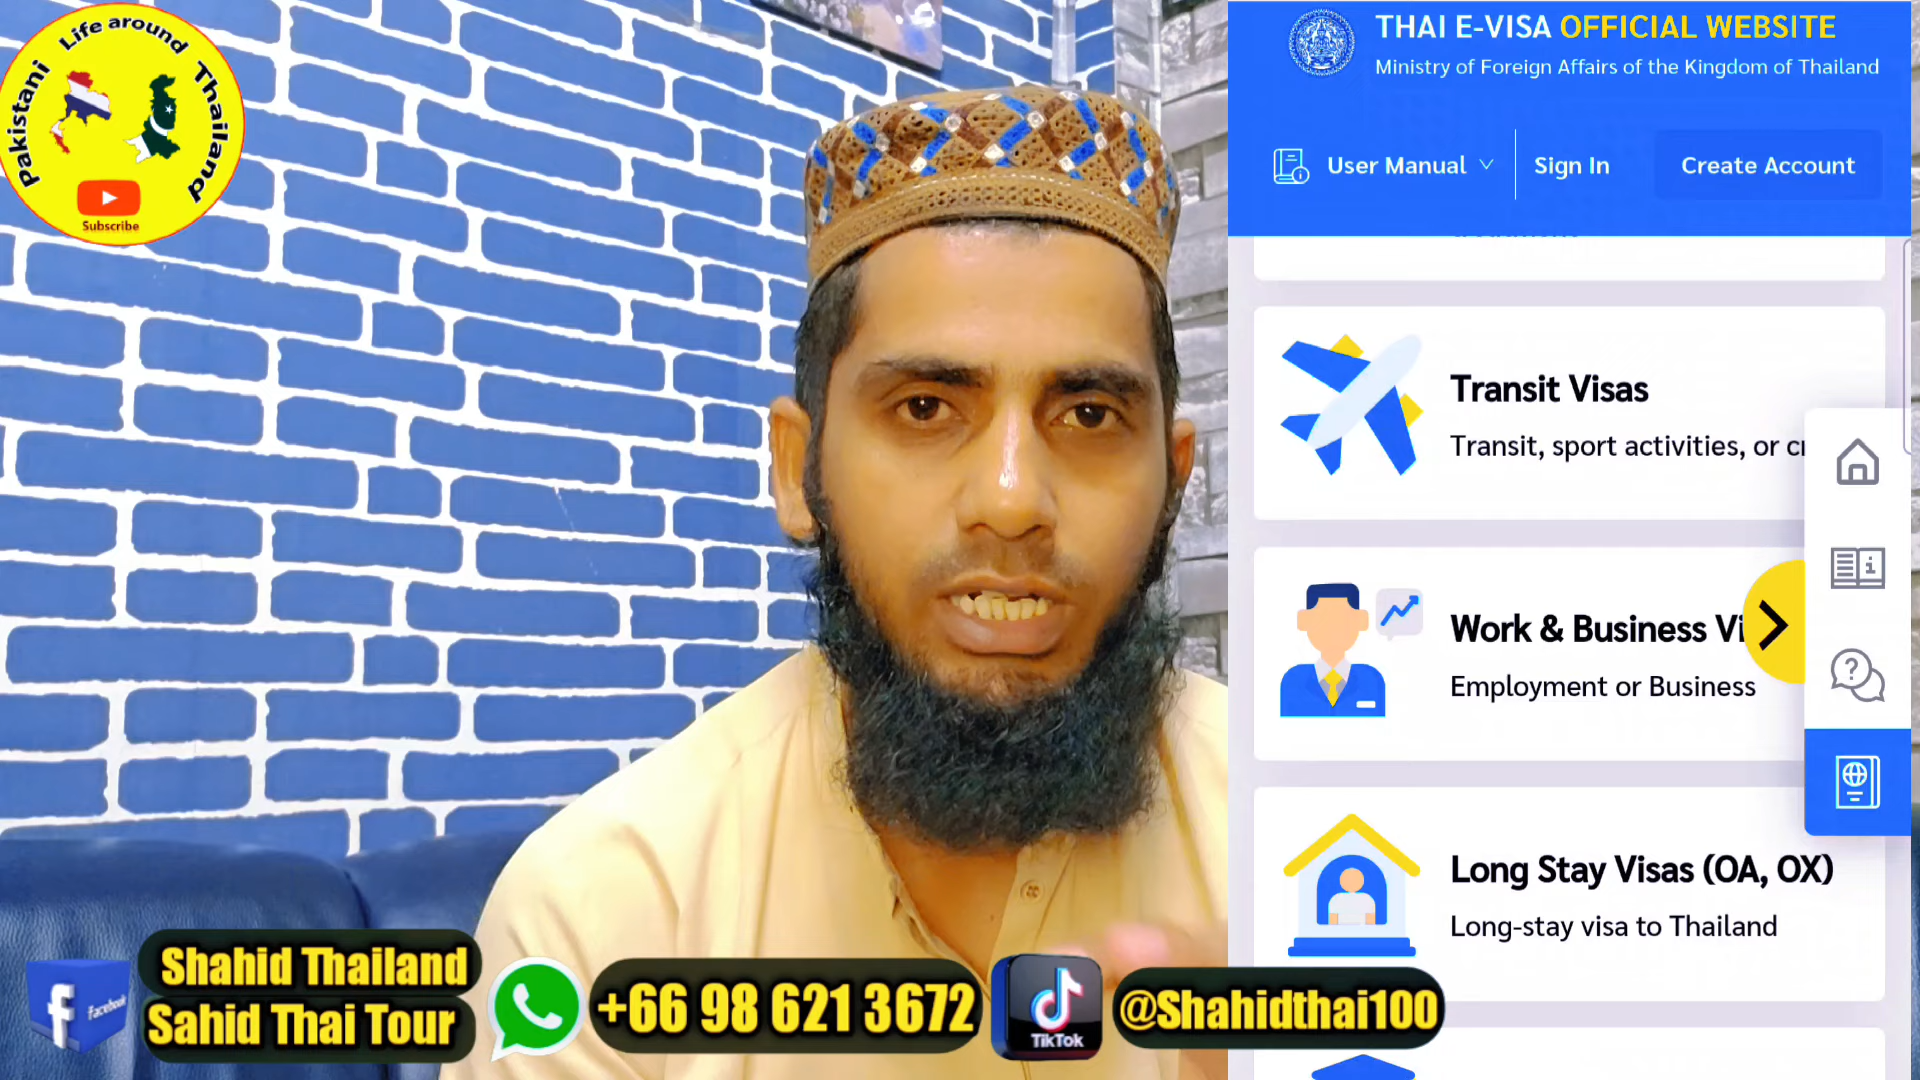 Pakistani
Life around
Thailand
Subscribe
THAI E-VISA OFFICIAL WEBSITE
Ministry of Foreign Affairs of the Kingdom of Thailand
User Manual
Sign In
Create Account
Transit Visas
Transit, sport activities, or cr
Work & Business Vi
Employment or Business
Long Stay Visas (OA, OX)
Long-stay visa to Thailand
facebook
Shahid Thailand
Sahid Thai Tour
+66 98 621 3672
TikTok
@Shahidthai100